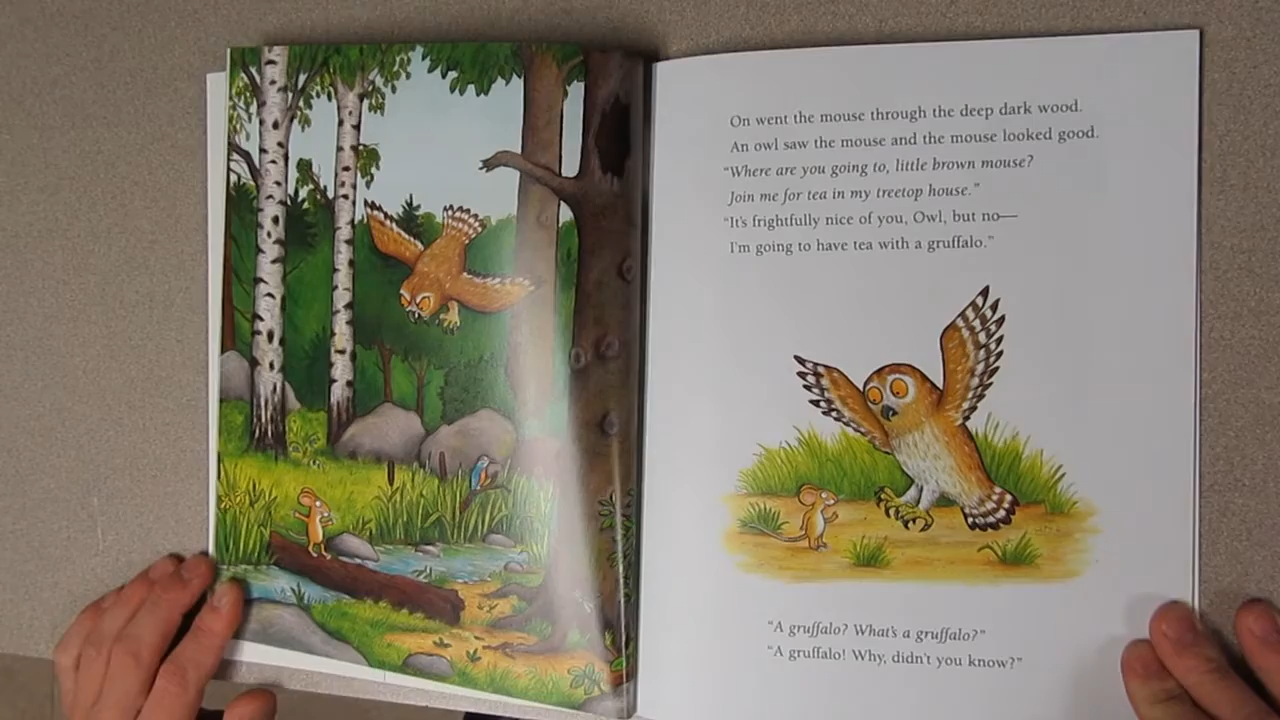 On went the mouse through the deep dark wood.
An owl saw the mouse and the mouse looked good.
“Where are you going to, little brown mouse?
Join me for tea in my treetop house.”
“It’s frightfully nice of you, Owl, but no—
I’m going to have tea with a gruffalo.”
“A gruffalo? What’s a gruffalo?”
“A gruffalo! Why, didn’t you know?”